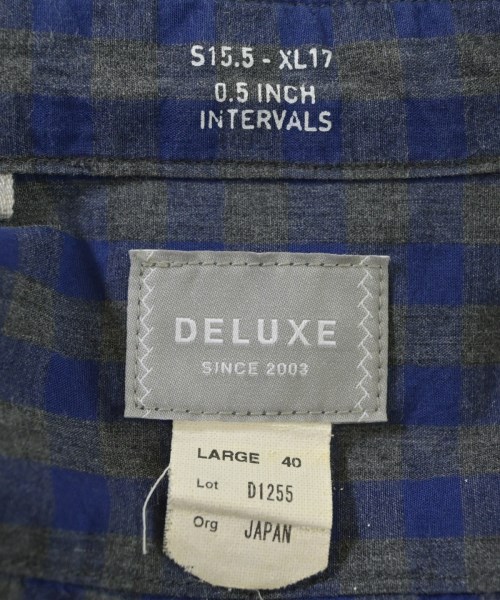 S15.5 - XL17
0.5 INCH
INTERVALS
DELUXE
SINCE 2003
LARGE 40
Lot D1255
Org JAPAN